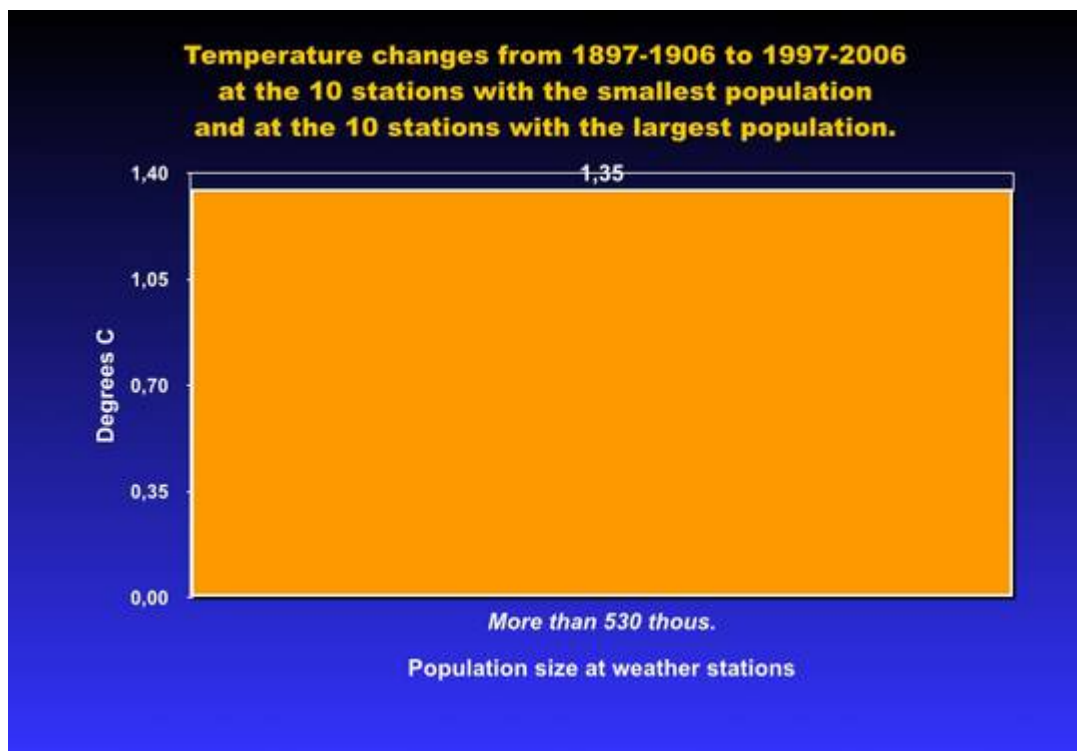 Temperature changes from 1897-1906 to 1997-2006
at the 10 stations with the smallest population
and at the 10 stations with the largest population.
1,40
1,35
1,05
Degrees C
0,70
0,35
0,00
More than 530 thous.
Population size at weather stations